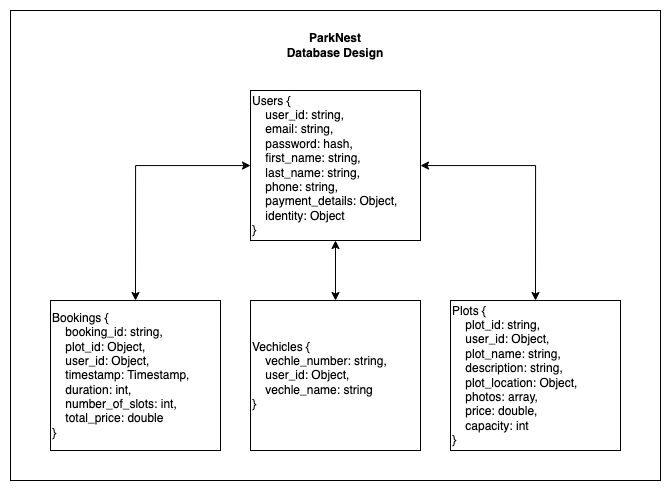 ParkNest
Database Design
Users {
user_id: string,
email: string,
password: hash,
first_name: string,
last_name: string,
phone: string,
payment_details: Object,
identity: Object
}
Bookings {
booking_id: string,
plot_id: Object,
user_id: Object,
timestamp: Timestamp,
duration: int,
number_of_slots: int,
total_price: double
}
Vechicles {
vechle_number: string,
user_id: Object,
vechle_name: string
}
Plots {
plot_id: string,
user_id: Object,
plot_name: string,
description: string,
plot_location: Object,
photos: array,
price: double,
capacity: int
}